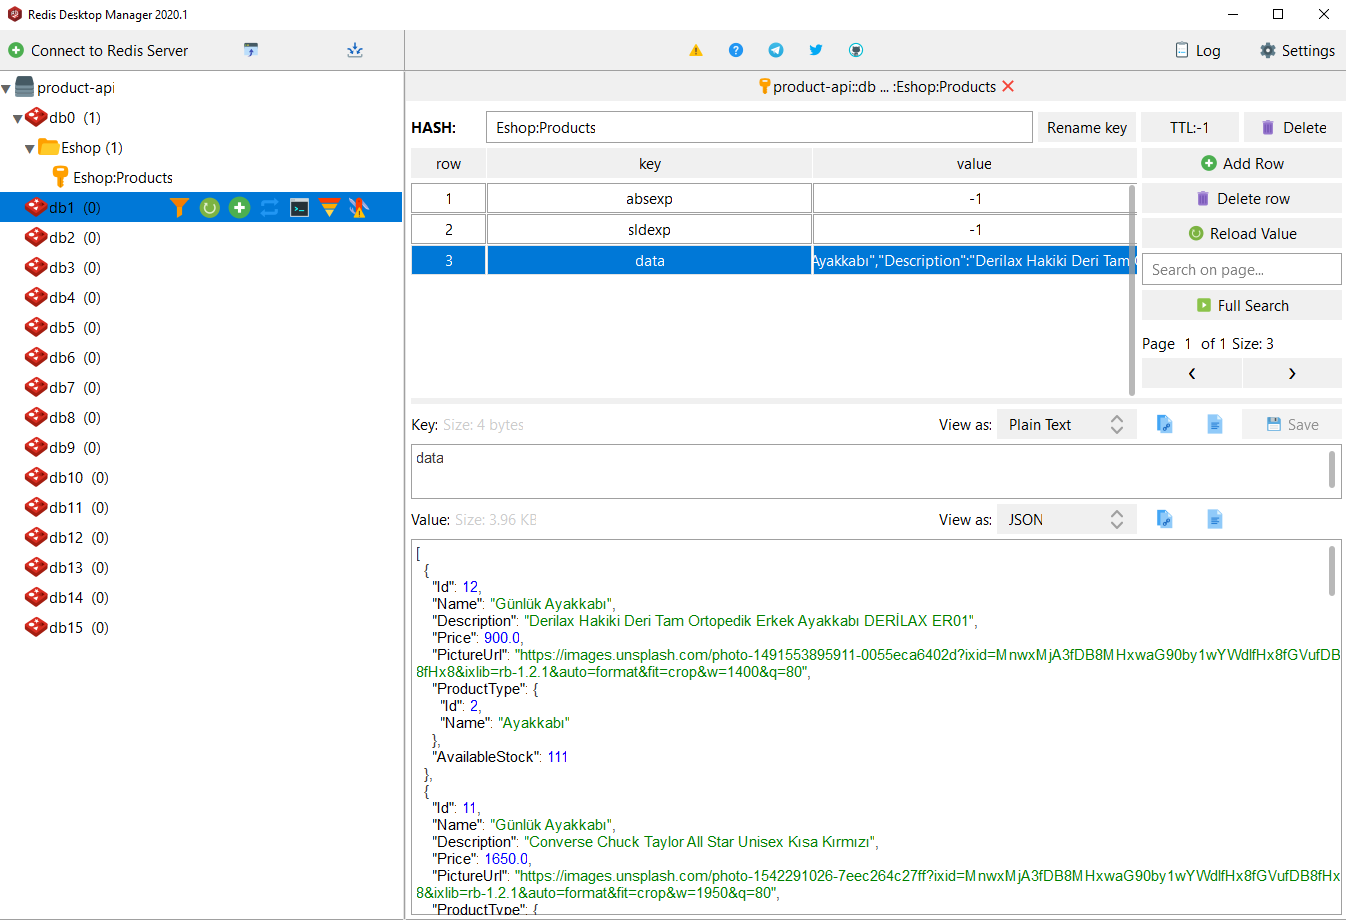 Redis Desktop Manager 2020.1
Connect to Redis Server
Log
Settings
product-api
db0 (1)
Eshop (1)
Eshop:Products
db1 (0)
db2 (0)
db3 (0)
db4 (0)
db5 (0)
db6 (0)
db7 (0)
db8 (0)
db9 (0)
db10 (0)
db11 (0)
db12 (0)
db13 (0)
db14 (0)
db15 (0)
product-api::db ... :Eshop:Products
HASH: Eshop:Products Rename key TTL:-1 Delete
row key value
1 absexp -1
2 sldexp -1
3 data Ayakkabı","Description":"Derilax Hakiki Deri Tam
Add Row
Delete row
Reload Value
Search on page...
Full Search
Page 1 of 1 Size: 3
Key: Size: 4 bytes View as: Plain Text Save
data
Value: Size: 3.96 KB View as: JSON
[
{
"Id": 12,
"Name": "Günlük Ayakkabı",
"Description": "Derilax Hakiki Deri Tam Ortopedik Erkek Ayakkabı DERİLAX ER01",
"Price": 900.0,
"PictureUrl": "https://images.unsplash.com/photo-1491553895911-0055eca6402d?ixid=MnwxMjA3fDB8MHxwaG90by1wYWdlfHx8fGVufDB
8fHx8&ixlib=rb-1.2.1&auto=format&fit=crop&w=1400&q=80",
"ProductType": {
"Id": 2,
"Name": "Ayakkabı"
},
"AvailableStock": 111
},
{
"Id": 11,
"Name": "Günlük Ayakkabı",
"Description": "Converse Chuck Taylor All Star Unisex Kısa Kırmızı",
"Price": 1650.0,
"PictureUrl": "https://images.unsplash.com/photo-1542291026-7eec264c27ff?ixid=MnwxMjA3fDB8MHxwaG90by1wYWdlfHx8fGVufDB8fHx
8&ixlib=rb-1.2.1&auto=format&fit=crop&w=1950&q=80",
"ProductType": {